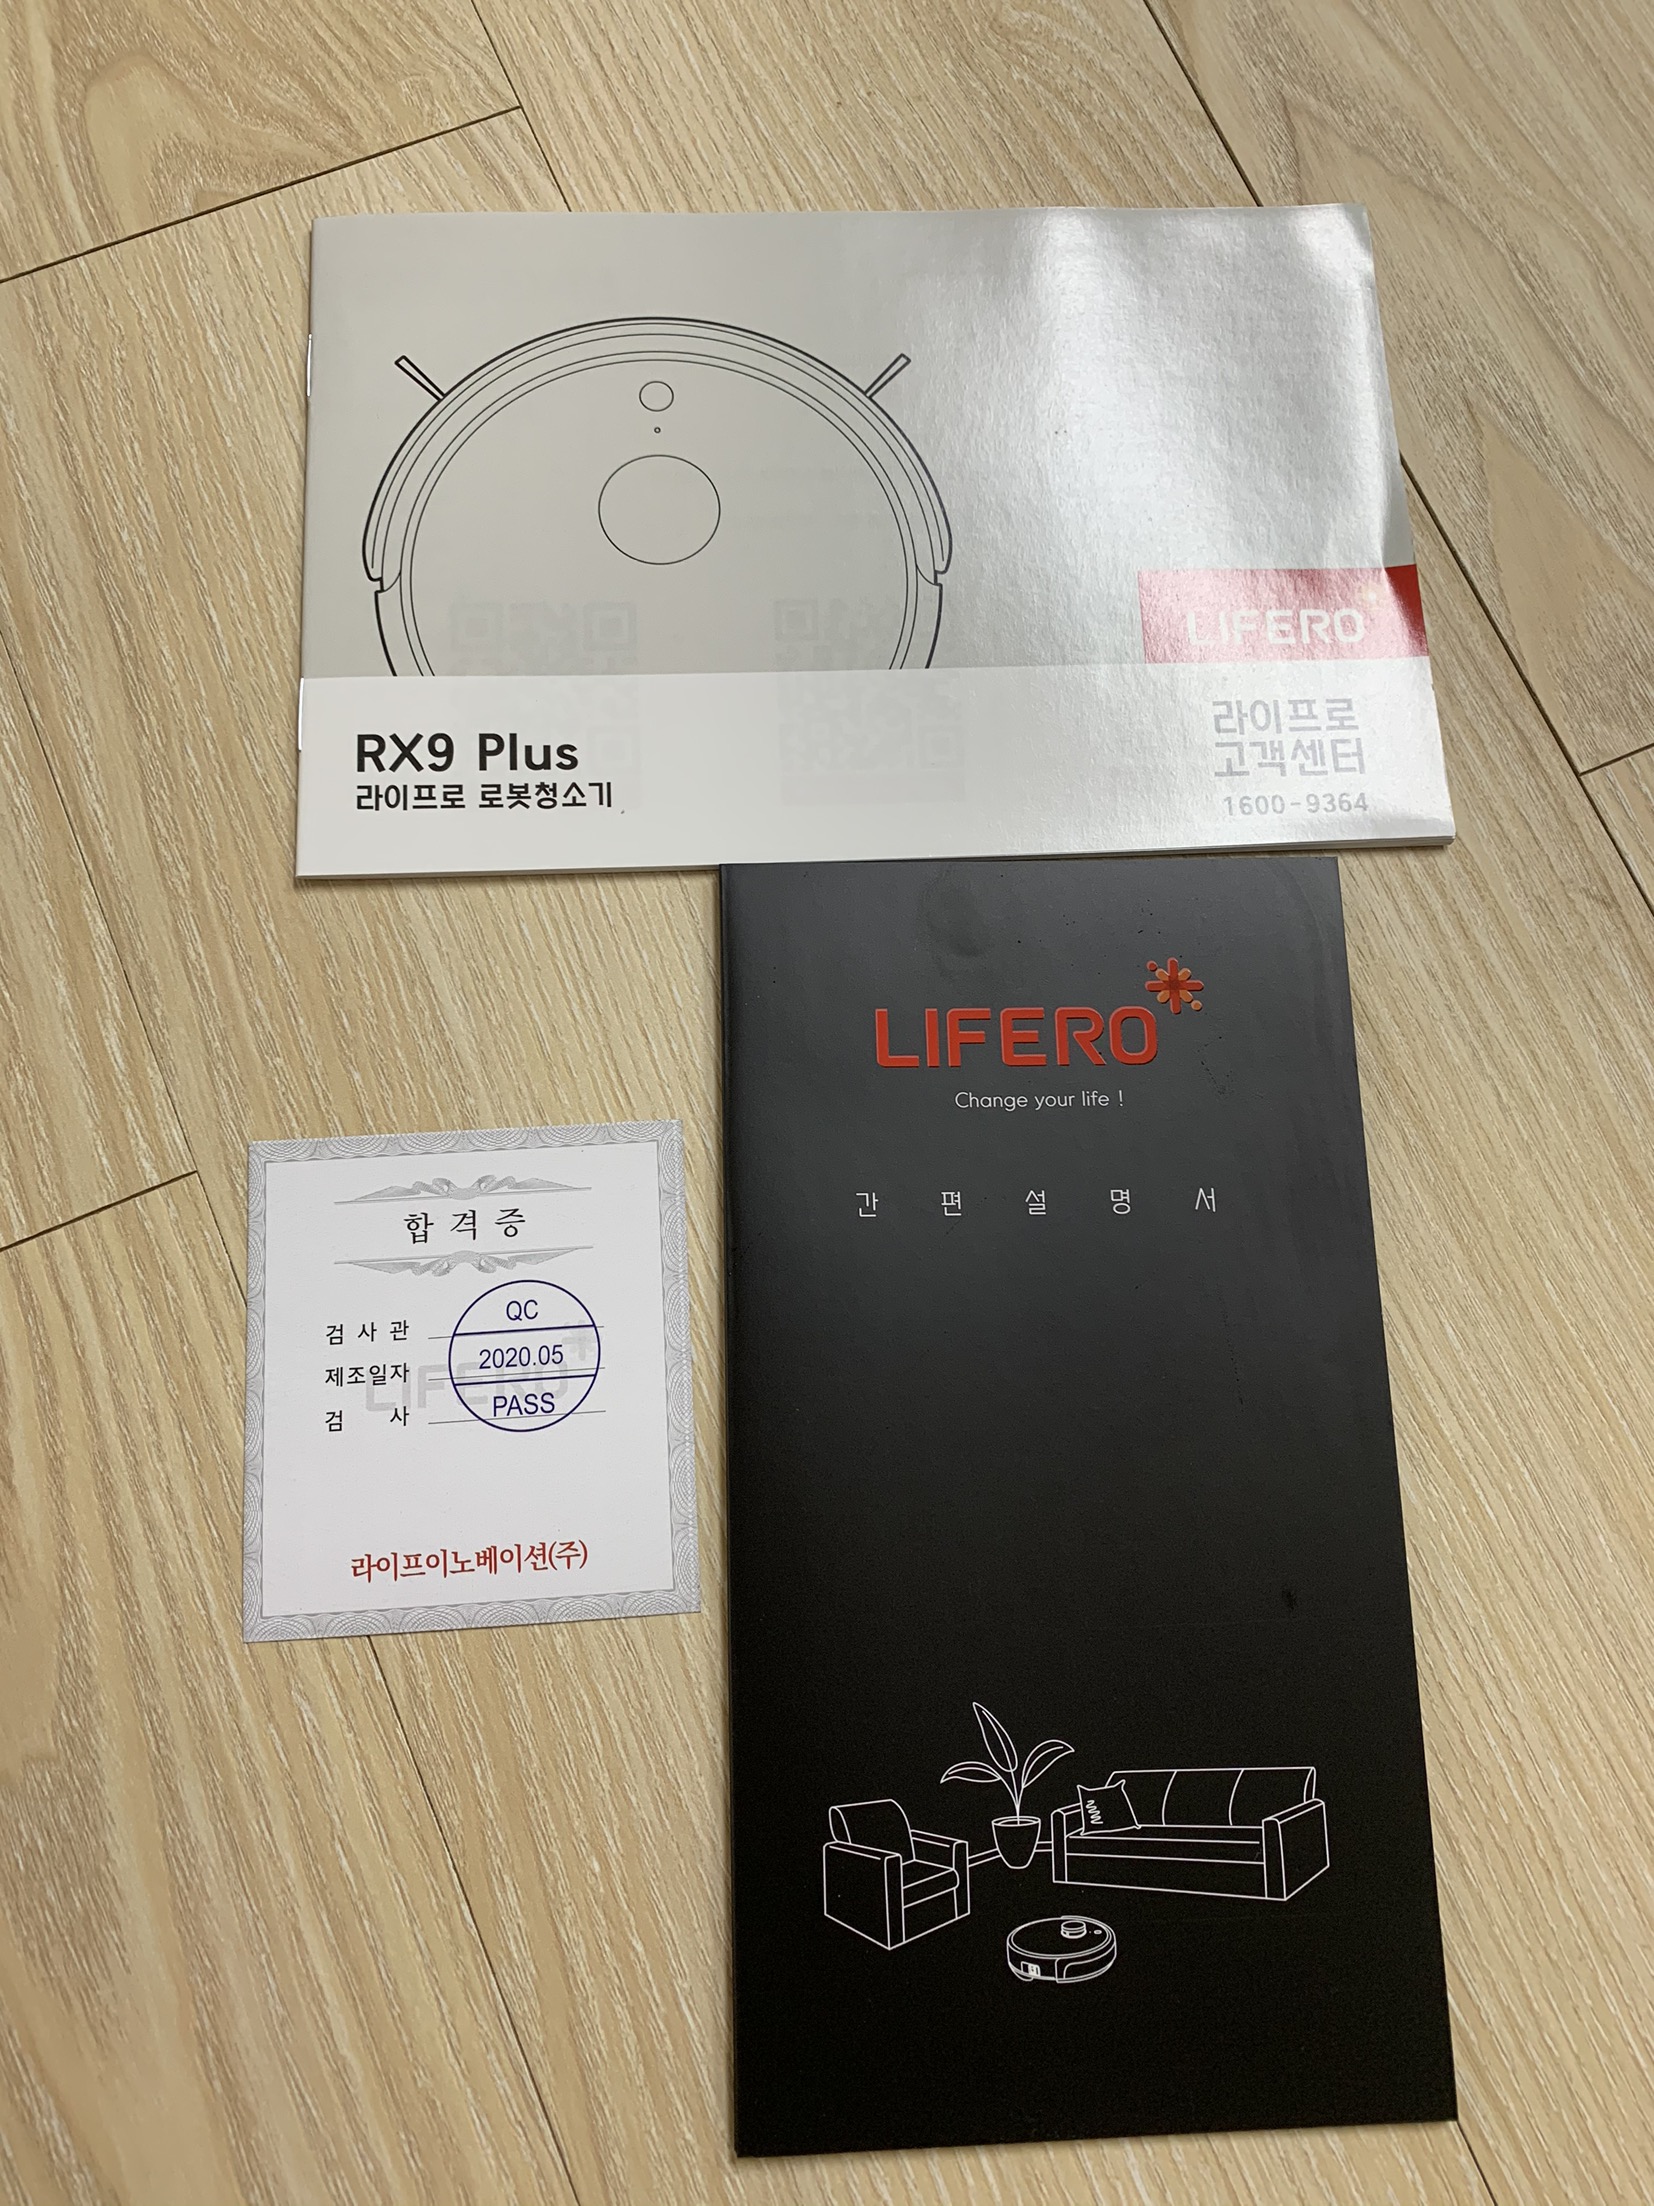 LIFERO
RX9 Plus
라이프로 로봇청소기
라이프로
고객센터
1600-9364
LIFERO
Change your life !
간 편 설 명 서
합격증
검사관
QC
제조일자
2020.05
검 사
PASS
LIFERO
라이프이노베이션(주)